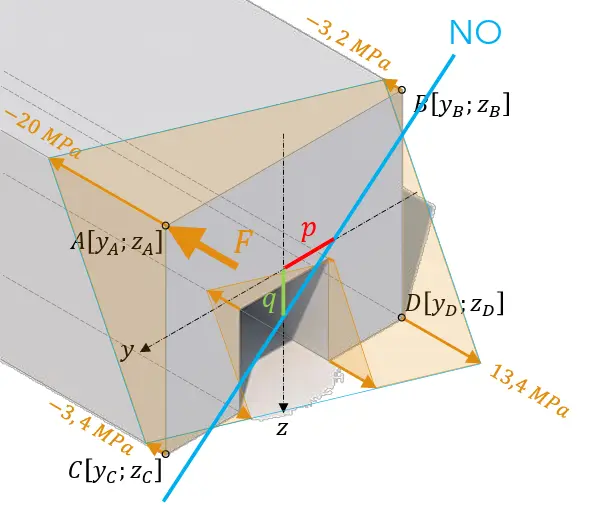 NO
−3,2 MPa
B[y_B; z_B]
−20 MPa
A[y_A; z_A]
F
p
q
D[y_D; z_D]
y
13,4 MPa
−3,4 MPa
z
C[y_C; z_C]